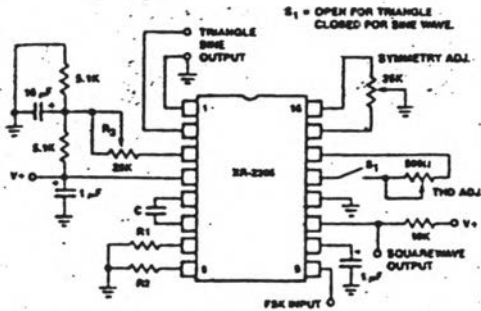 S₁ = OPEN FOR TRIANGLE
CLOSED FOR SINE WAVE.
TRIANGLE
SINE
OUTPUT
SYMMETRY ADJ.
25K
16 μF
+
5.1K
R3
25K
5.1K
V+
+
1 μF
C
R1
R2
1
16
XR-2206
8
9
S₁
500Ω
THD ADJ.
10K
V+
SQUAREWAVE
OUTPUT
+
1 μF
FSK INPUT